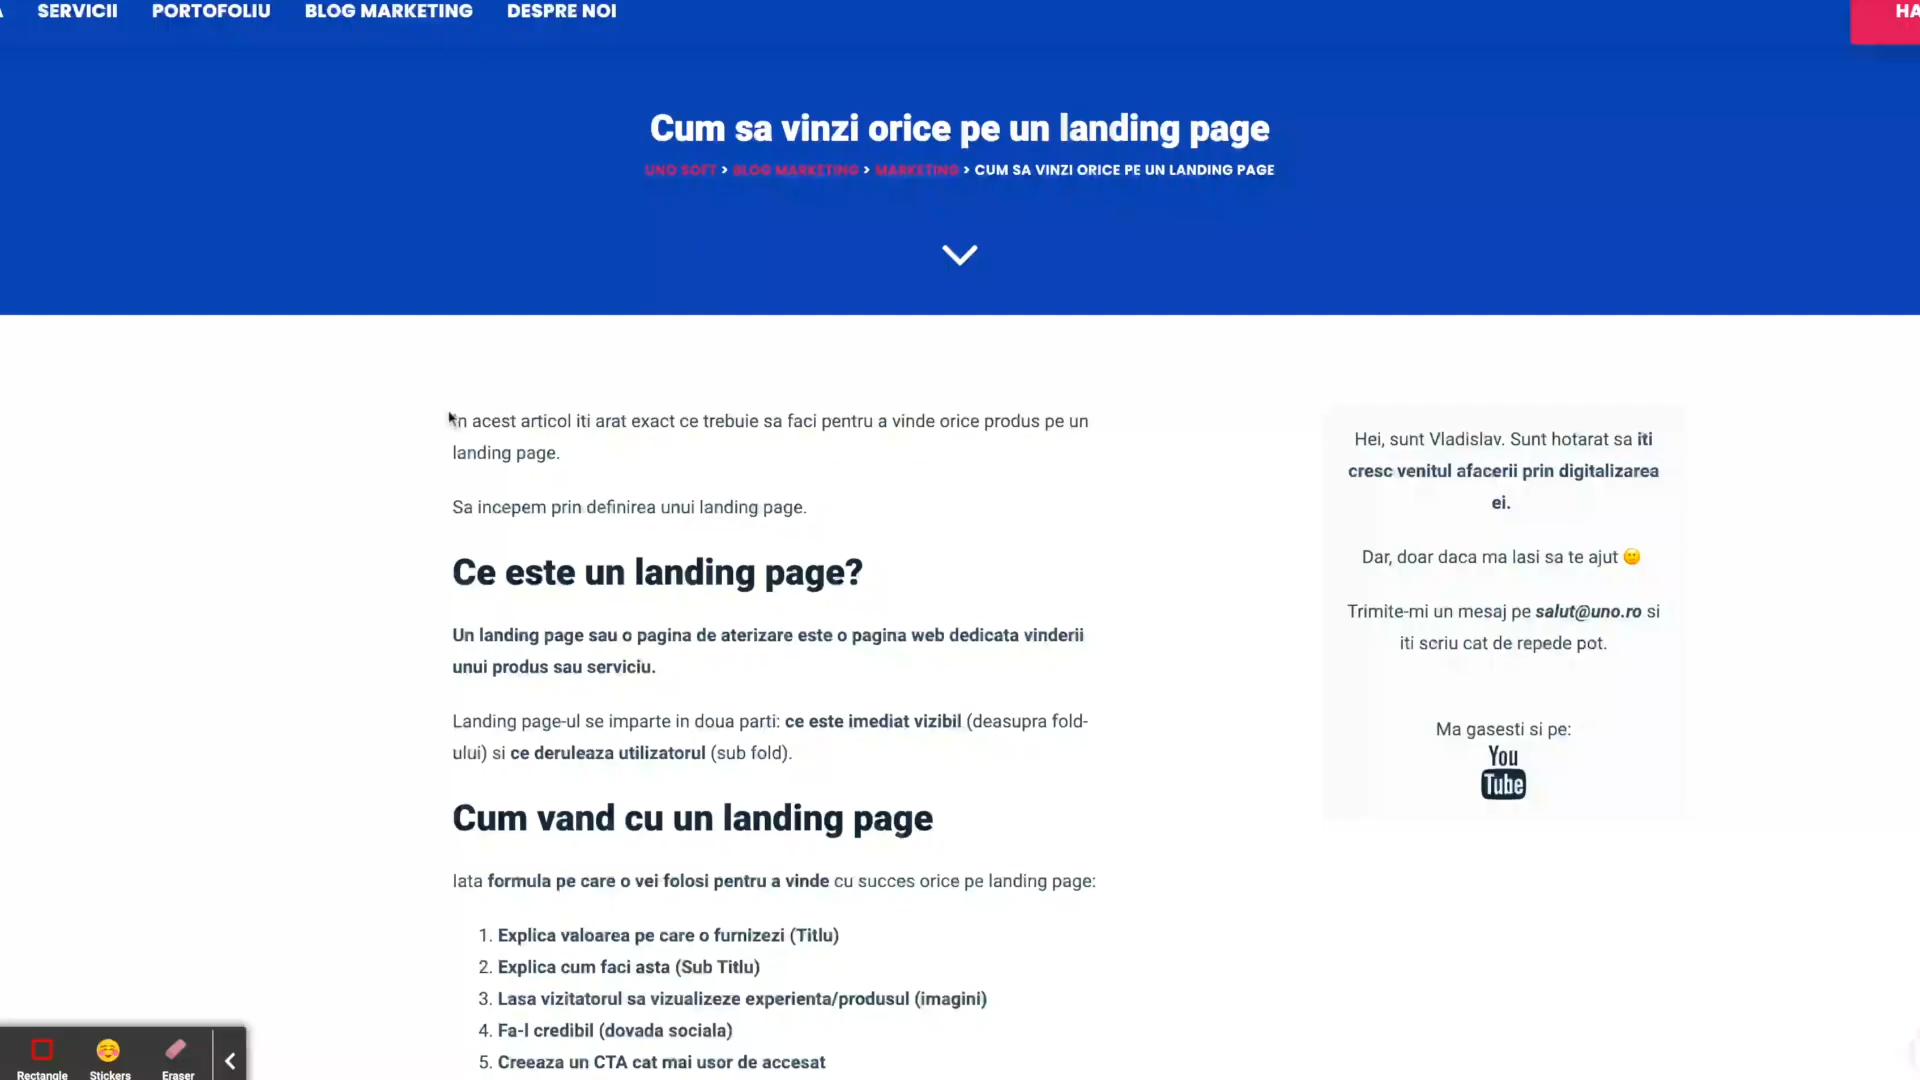 SERVICII PORTOFOLIU BLOG MARKETING DESPRE NOI
Cum sa vinzi orice pe un landing page
UNO SOFT > BLOG MARKETING > MARKETING > CUM SA VINZI ORICE PE UN LANDING PAGE
In acest articol iti arat exact ce trebuie sa faci pentru a vinde orice produs pe un
landing page.
Sa incepem prin definirea unui landing page.
Ce este un landing page?
Un landing page sau o pagina de aterizare este o pagina web dedicata vinderii
unui produs sau serviciu.
Landing page-ul se imparte in doua parti: ce este imediat vizibil (deasupra fold-
ului) si ce deruleaza utilizatorul (sub fold).
Cum vand cu un landing page
Iata formula pe care o vei folosi pentru a vinde cu succes orice pe landing page:
1. Explica valoarea pe care o furnizezi (Titlu)
2. Explica cum faci asta (Sub Titlu)
3. Lasa vizitatorul sa vizualizeze experienta/produsul (imagini)
4. Fa-l credibil (dovada sociala)
5. Creeaza un CTA cat mai usor de accesat
Hei, sunt Vladislav. Sunt hotarat sa iti
cresc venitul afacerii prin digitalizarea
ei.
Dar, doar daca ma lasi sa te ajut
Trimite-mi un mesaj pe salut@uno.ro si
iti scriu cat de repede pot.
Ma gasesti si pe:
You
Tube
Rectangle Stickers Eraser